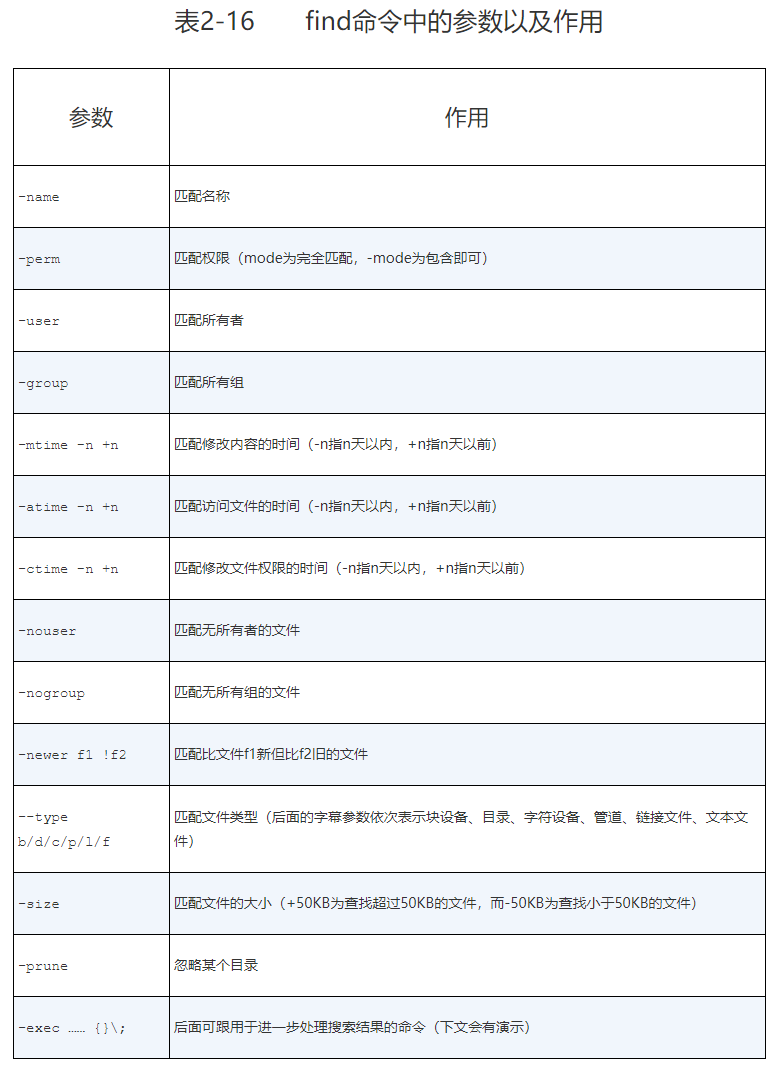 表2-16 find命令中的参数以及作用
参数 作用
-name 匹配名称
-perm 匹配权限（mode为完全匹配，-mode为包含即可）
-user 匹配所有者
-group 匹配所有组
-mtime -n +n 匹配修改内容的时间（-n指n天以内，+n指n天以前）
-atime -n +n 匹配访问文件的时间（-n指n天以内，+n指n天以前）
-ctime -n +n 匹配修改文件权限的时间（-n指n天以内，+n指n天以前）
-nouser 匹配无所有者的文件
-nogroup 匹配无所有组的文件
-newer f1 !f2 匹配比文件f1新但比f2旧的文件
--type
b/d/c/p/l/f
匹配文件类型（后面的字幕参数依次表示块设备、目录、字符设备、管道、链接文件、文本文
件）
-size 匹配文件的大小（+50KB为查找超过50KB的文件，而-50KB为查找小于50KB的文件）
-prune 忽略某个目录
-exec …… {}\; 后面可跟用于进一步处理搜索结果的命令（下文会有演示）